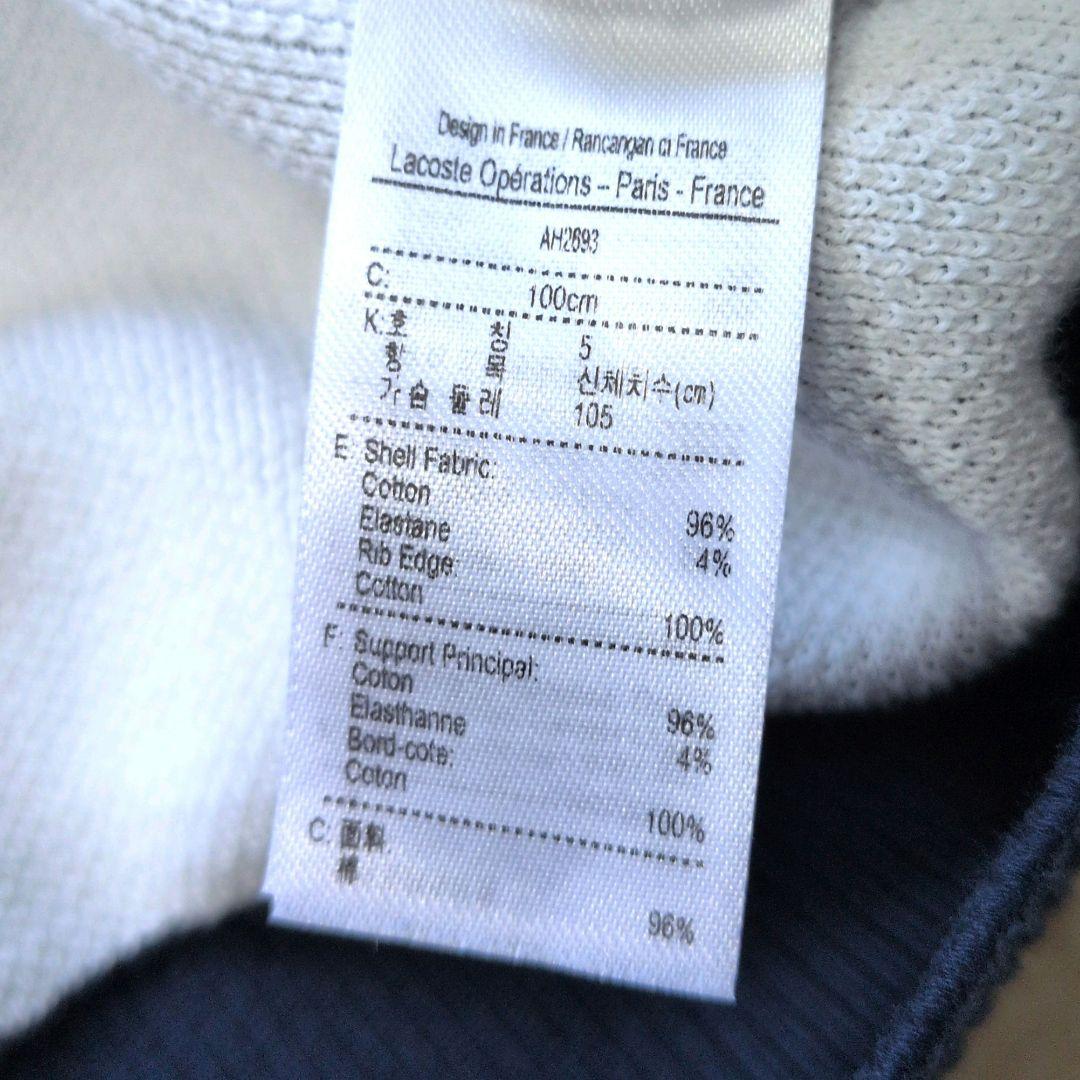 Design in France / Rancangan di France
Lacoste Opérations – Paris - France
AH2693
C: 100cm
K: 호 칭 5
항 목 신체치수(cm)
가슴 둘레 105
E: Shell Fabric:
Cotton 96%
Elastane 4%
Rib Edge:
Cotton 100%
F: Support Principal:
Coton 96%
Elasthanne 4%
Bord-cote:
Coton 100%
C: 面料:
棉 96%